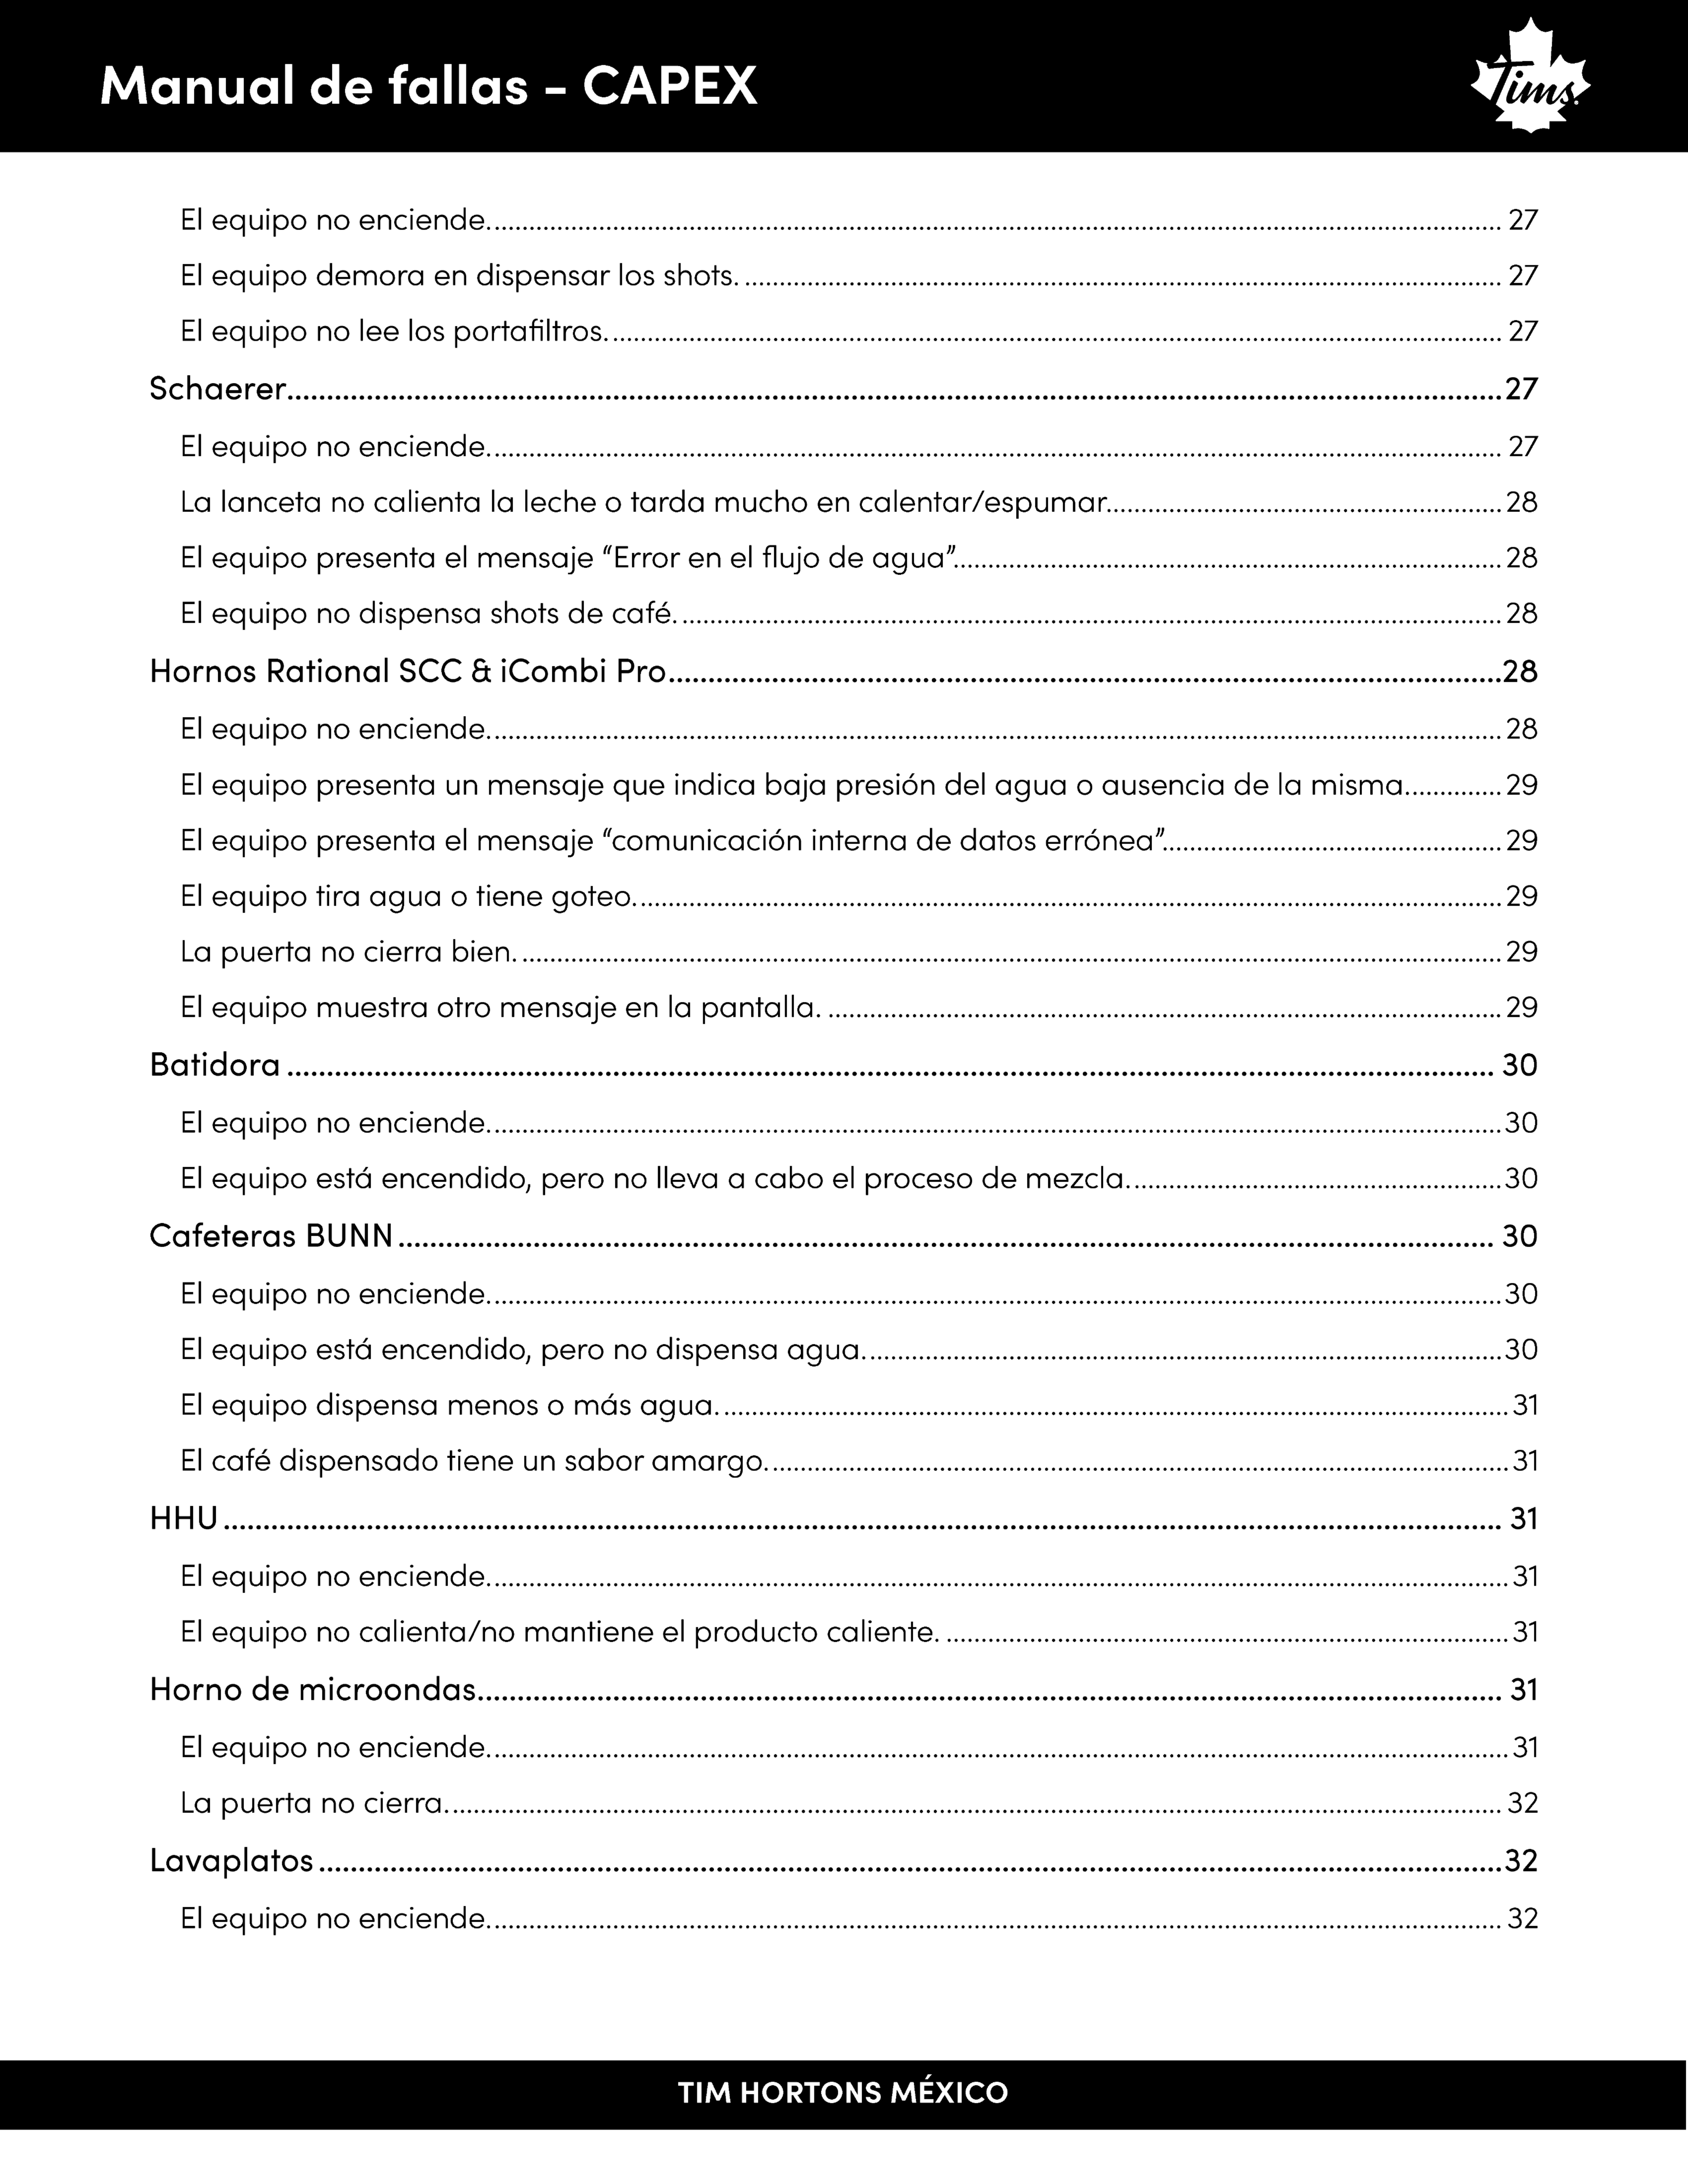 Manual de fallas - CAPEX
Tims.
El equipo no enciende. 27
El equipo demora en dispensar los shots. 27
El equipo no lee los portafiltros. 27
Schaerer 27
El equipo no enciende. 27
La lanceta no calienta la leche o tarda mucho en calentar/espumar. 28
El equipo presenta el mensaje “Error en el flujo de agua”. 28
El equipo no dispensa shots de café. 28
Hornos Rational SCC & iCombi Pro 28
El equipo no enciende. 28
El equipo presenta un mensaje que indica baja presión del agua o ausencia de la misma. 29
El equipo presenta el mensaje “comunicación interna de datos errónea”. 29
El equipo tira agua o tiene goteo. 29
La puerta no cierra bien. 29
El equipo muestra otro mensaje en la pantalla. 29
Batidora 30
El equipo no enciende. 30
El equipo está encendido, pero no lleva a cabo el proceso de mezcla. 30
Cafeteras BUNN 30
El equipo no enciende. 30
El equipo está encendido, pero no dispensa agua. 30
El equipo dispensa menos o más agua. 31
El café dispensado tiene un sabor amargo. 31
HHU 31
El equipo no enciende. 31
El equipo no calienta/no mantiene el producto caliente. 31
Horno de microondas 31
El equipo no enciende. 31
La puerta no cierra. 32
Lavaplatos 32
El equipo no enciende. 32
TIM HORTONS MÉXICO